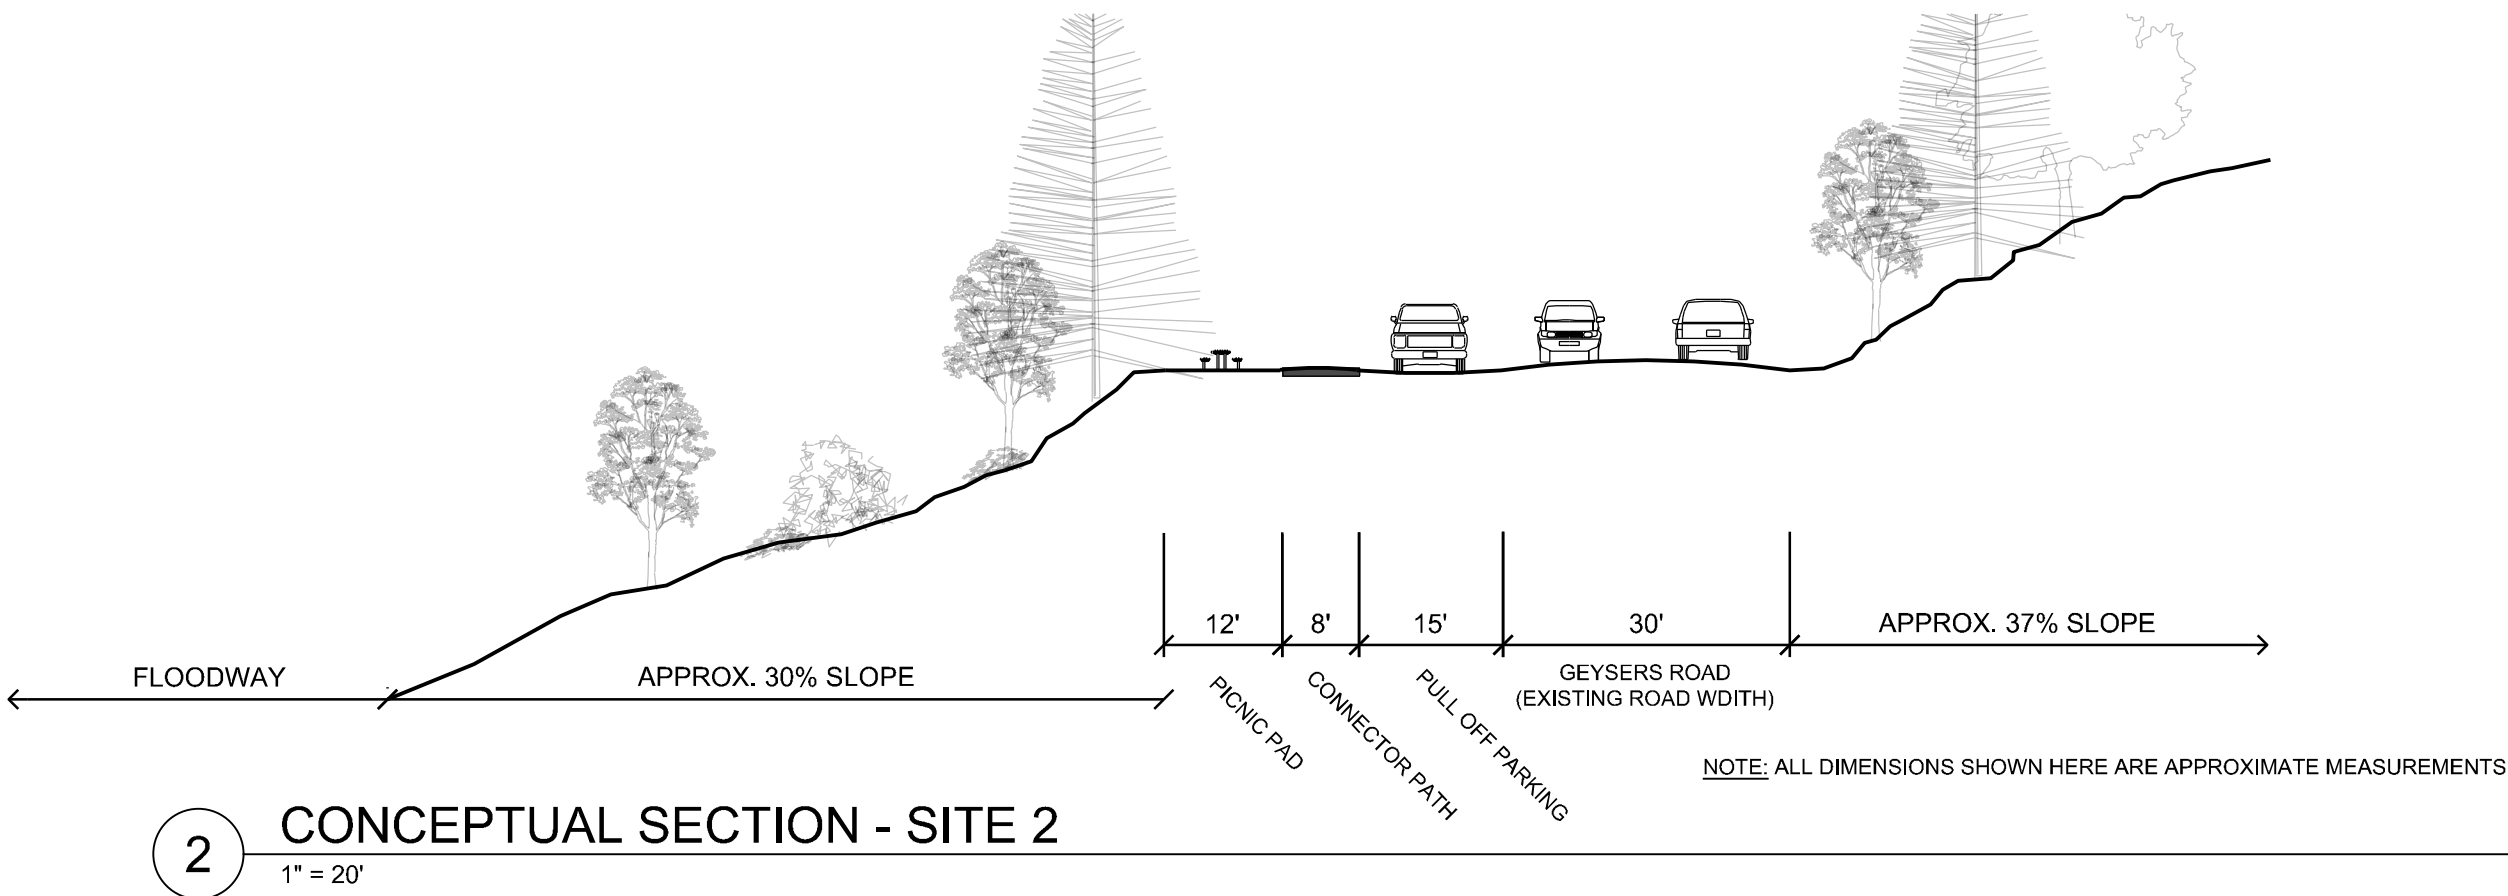 12'
8'
15'
30'
APPROX. 37% SLOPE
FLOODWAY
APPROX. 30% SLOPE
PICNIC PAD
CONNECTOR PATH
PULL OFF PARKING
GEYSERS ROAD
(EXISTING ROAD WDITH)
NOTE: ALL DIMENSIONS SHOWN HERE ARE APPROXIMATE MEASUREMENTS
2
CONCEPTUAL SECTION - SITE 2
1" = 20'